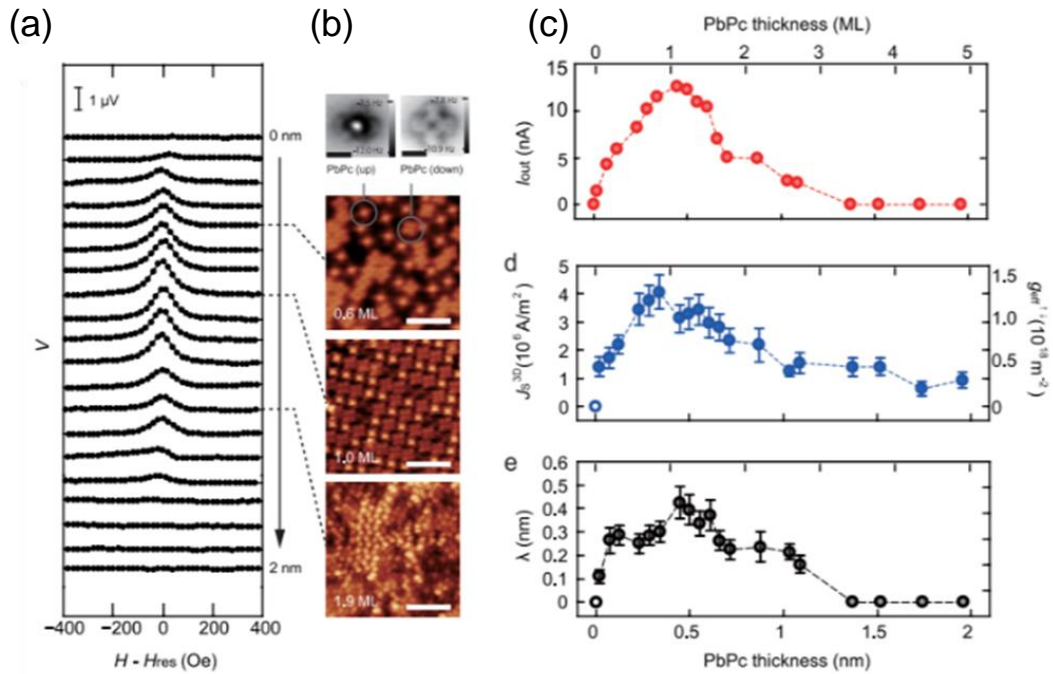 (a)
1 μV
0 nm
2 nm
V
−400 −200 0 200 400
H - Hres (Oe)
(b)
PbPc (up) PbPc (down)
0.6 ML
1.0 ML
1.9 ML
(c)
PbPc thickness (ML)
0 1 2 3 4 5
15
10
5
0
Iout (nA)
d
5
4
3
2
1
0
JS3D (106 A/m2)
1.5
1.0
0.5
0
(1018 m-2)
e
0.6
0.5
0.4
0.3
0.2
0.1
0
λ (nm)
0 0.5 1 1.5 2
PbPc thickness (nm)